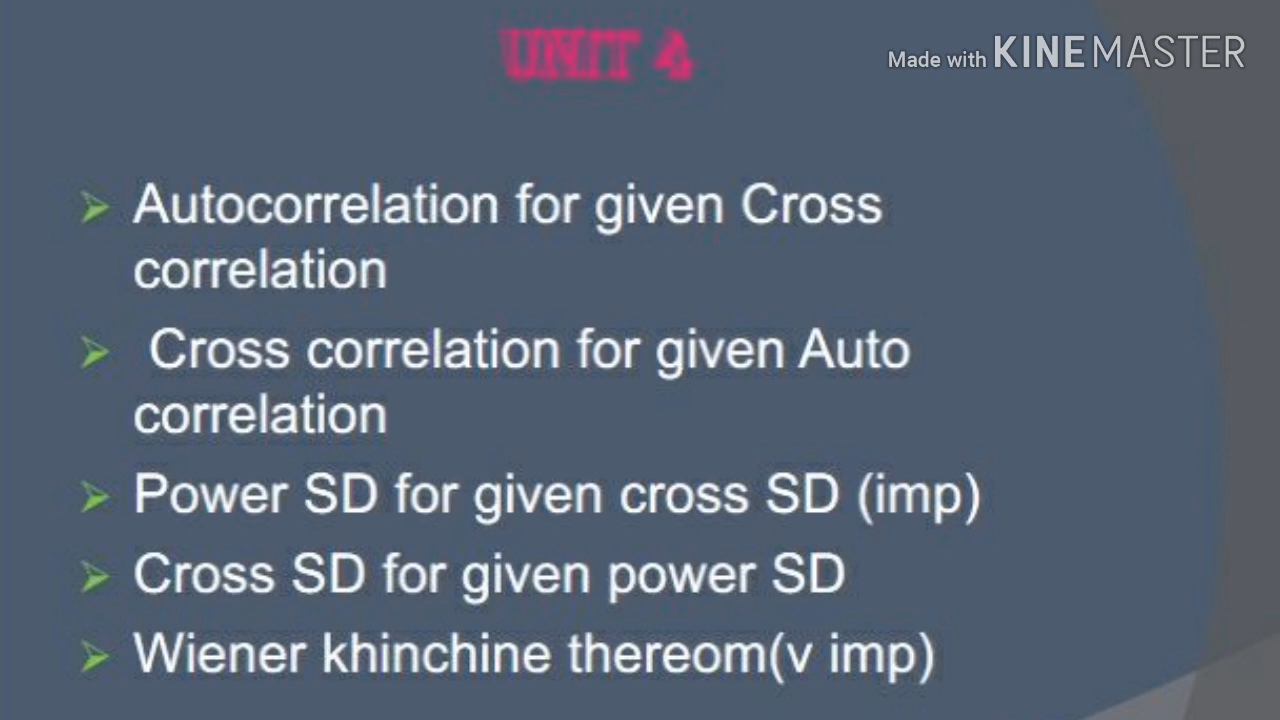 UNIT 4
Made with KINEMASTER
Autocorrelation for given Cross
correlation
Cross correlation for given Auto
correlation
Power SD for given cross SD (imp)
Cross SD for given power SD
Wiener khinchine thereom(v imp)